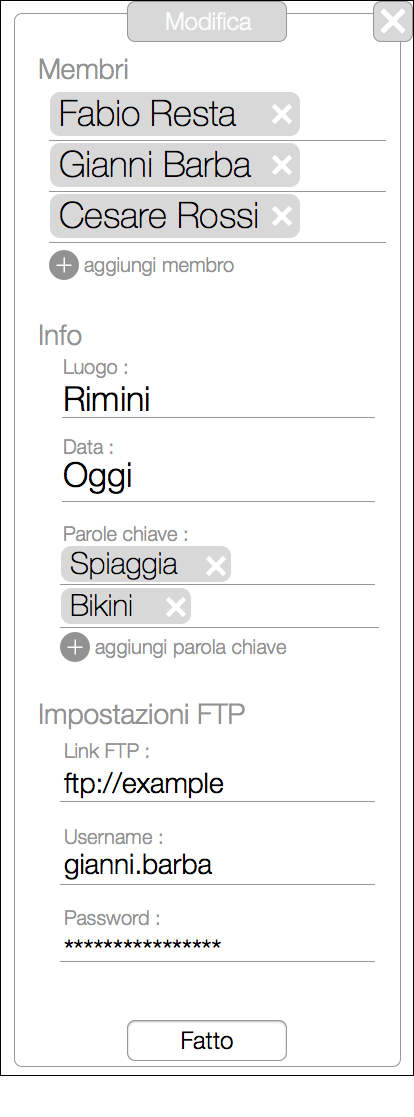 Modifica
Membri
Fabio Resta
Gianni Barba
Cesare Rossi
aggiungi membro
Info
Luogo :
Rimini
Data :
Oggi
Parole chiave :
Spiaggia
Bikini
aggiungi parola chiave
Impostazioni FTP
Link FTP :
ftp://example
Username :
gianni.barba
Password :
****************
Fatto